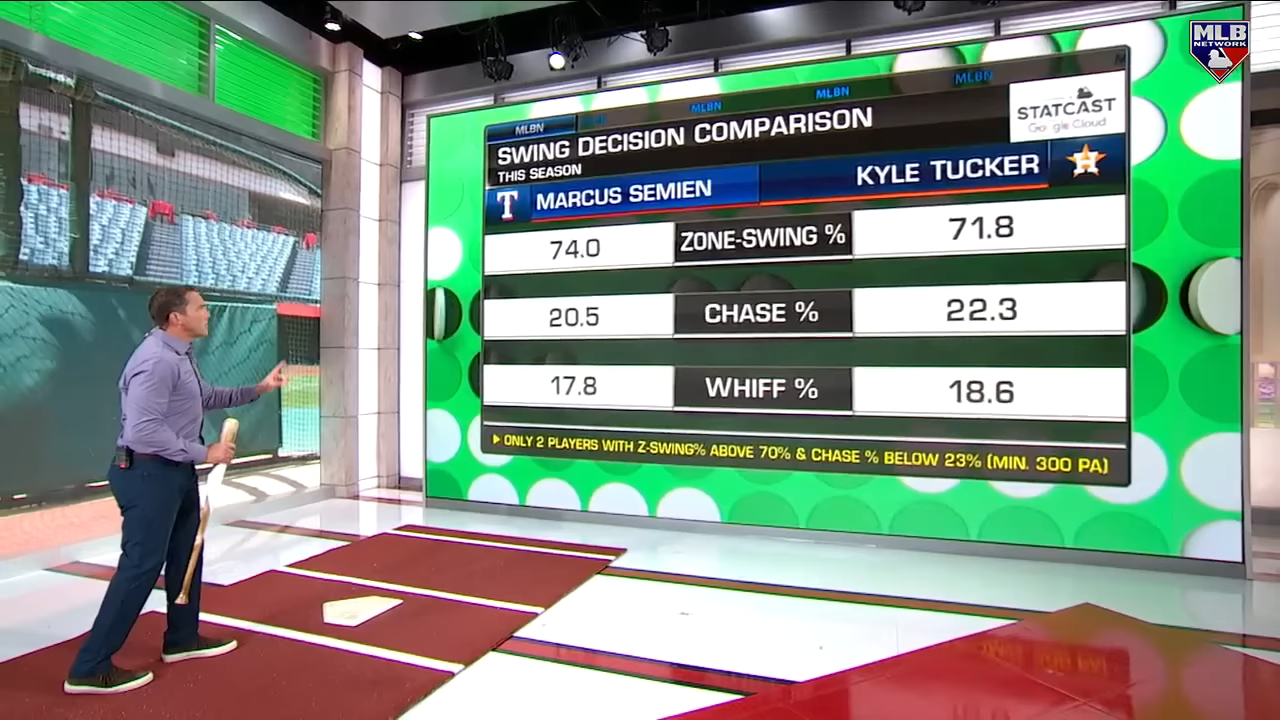 MLB
NETWORK
MLBN
MLBN
MLBN
MLBN
SWING DECISION COMPARISON
THIS SEASON
STATCAST
Google Cloud
T MARCUS SEMIEN
KYLE TUCKER H
74.0 ZONE-SWING % 71.8
20.5 CHASE % 22.3
17.8 WHIFF % 18.6
ONLY 2 PLAYERS WITH Z-SWING% ABOVE 70% & CHASE % BELOW 23% (MIN. 300 PA)